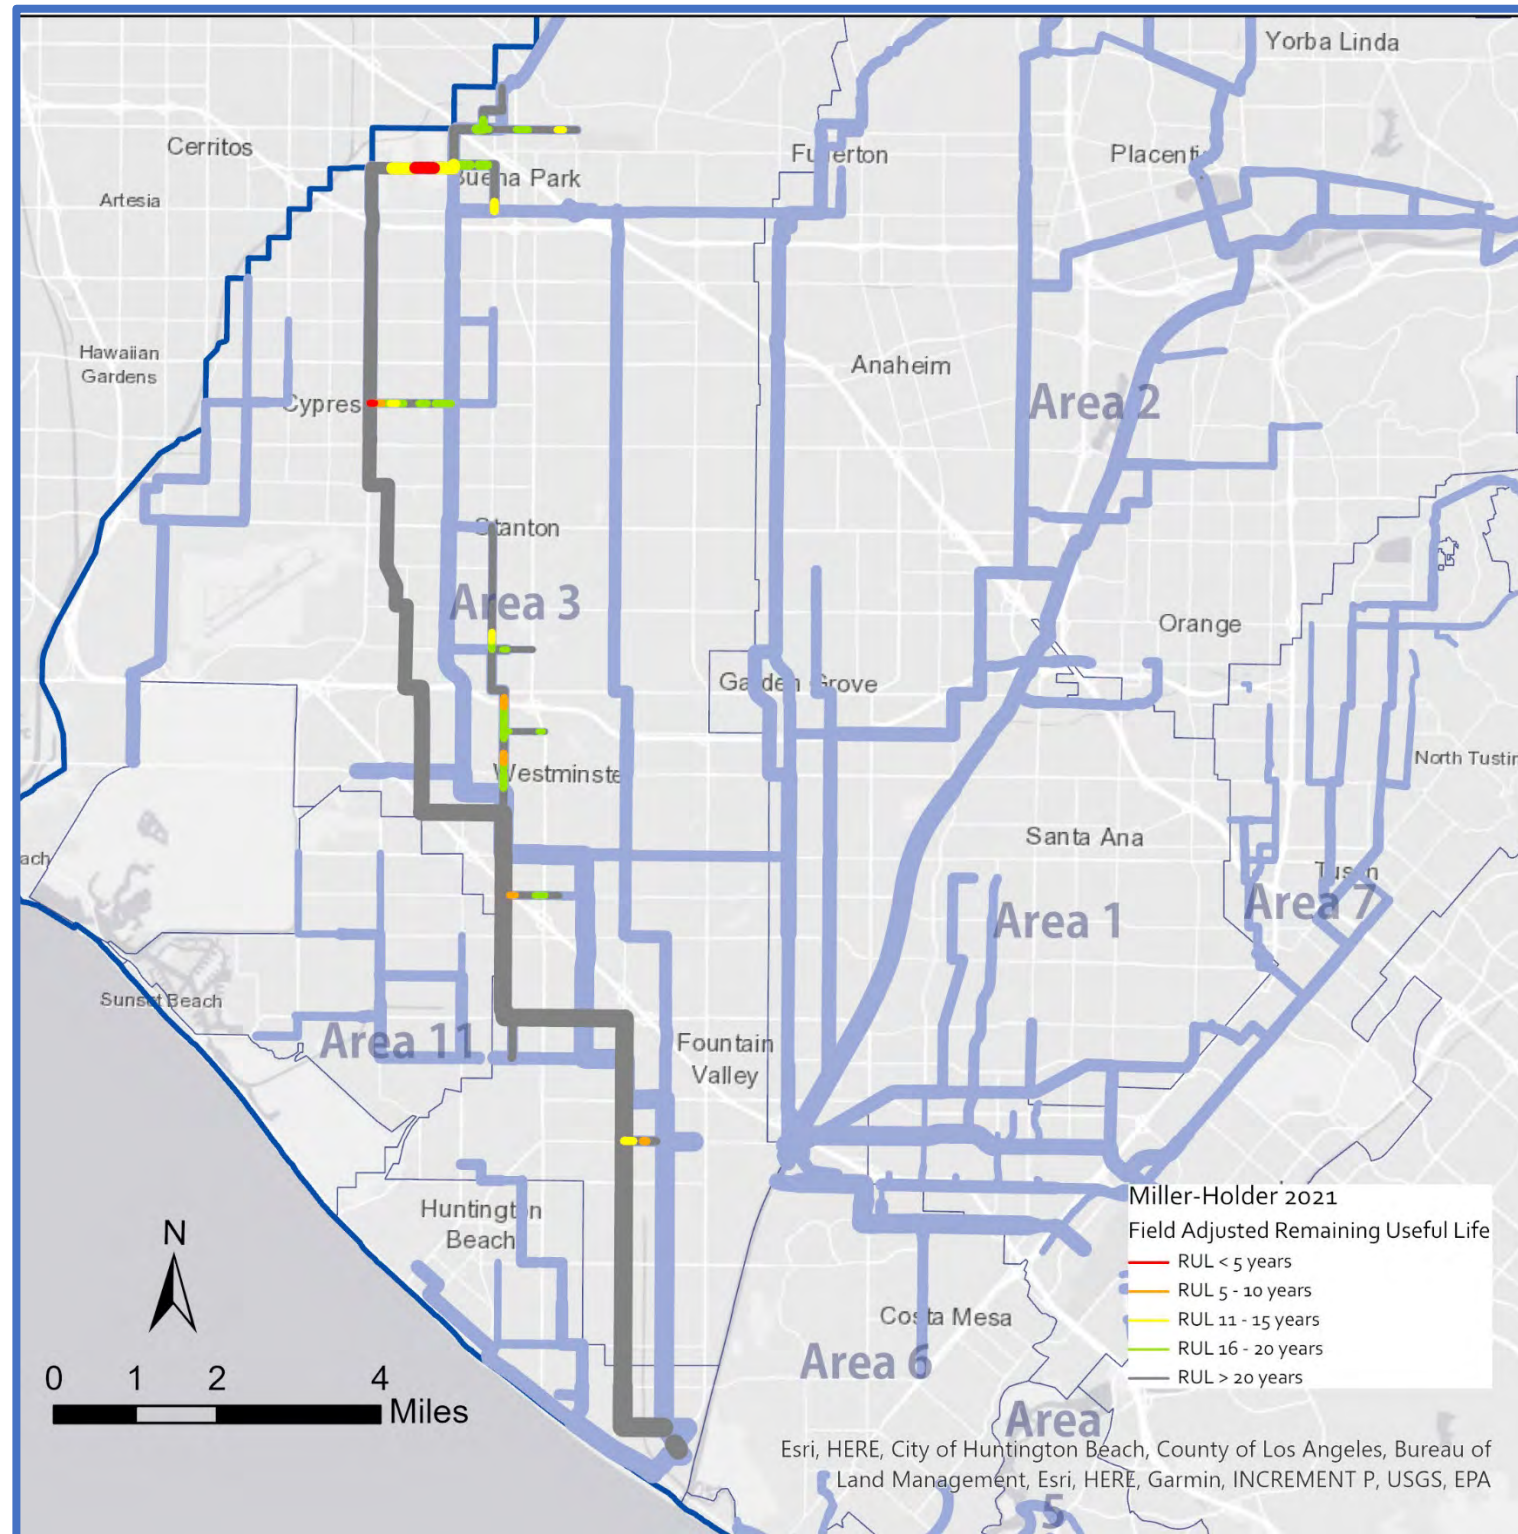 Yorba Linda
Cerritos
Fullerton
Placentia
Buena Park
Artesia
Hawaiian
Gardens
Anaheim
Area 2
Cypres
Stanton
Area 3
Orange
Garden Grove
North Tustin
Westminste
Santa Ana
ach
Tustin
Area 7
Area 1
Sunset Beach
Area 11
Fountain
Valley
Huntington
Beach
Costa Mesa
Area 6
Area
5
N
0 1 2 4
Miles
Miller-Holder 2021
Field Adjusted Remaining Useful Life
RUL < 5 years
RUL 5 - 10 years
RUL 11 - 15 years
RUL 16 - 20 years
RUL > 20 years
Esri, HERE, City of Huntington Beach, County of Los Angeles, Bureau of
Land Management, Esri, HERE, Garmin, INCREMENT P, USGS, EPA